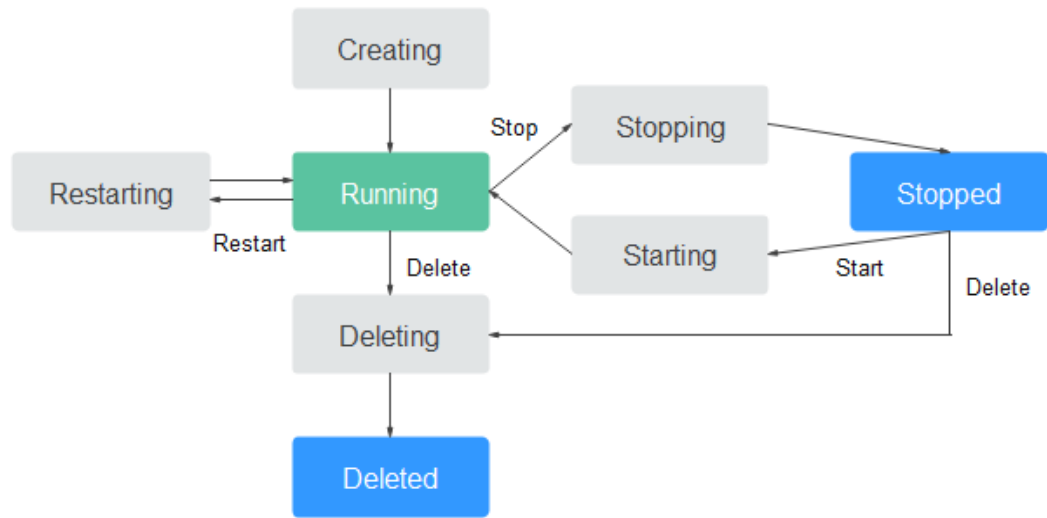 Creating
Stop
Stopping
Restarting
Running
Stopped
Restart
Starting
Start
Delete
Delete
Deleting
Deleted